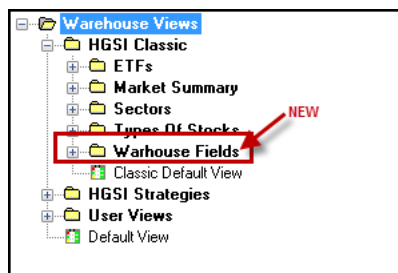 Warehouse Views
HGSI Classic
ETFs
Market Summary
Sectors
NEW
Types Of Stocks
Warhouse Fields
Classic Default View
HGSI Strategies
User Views
Default View